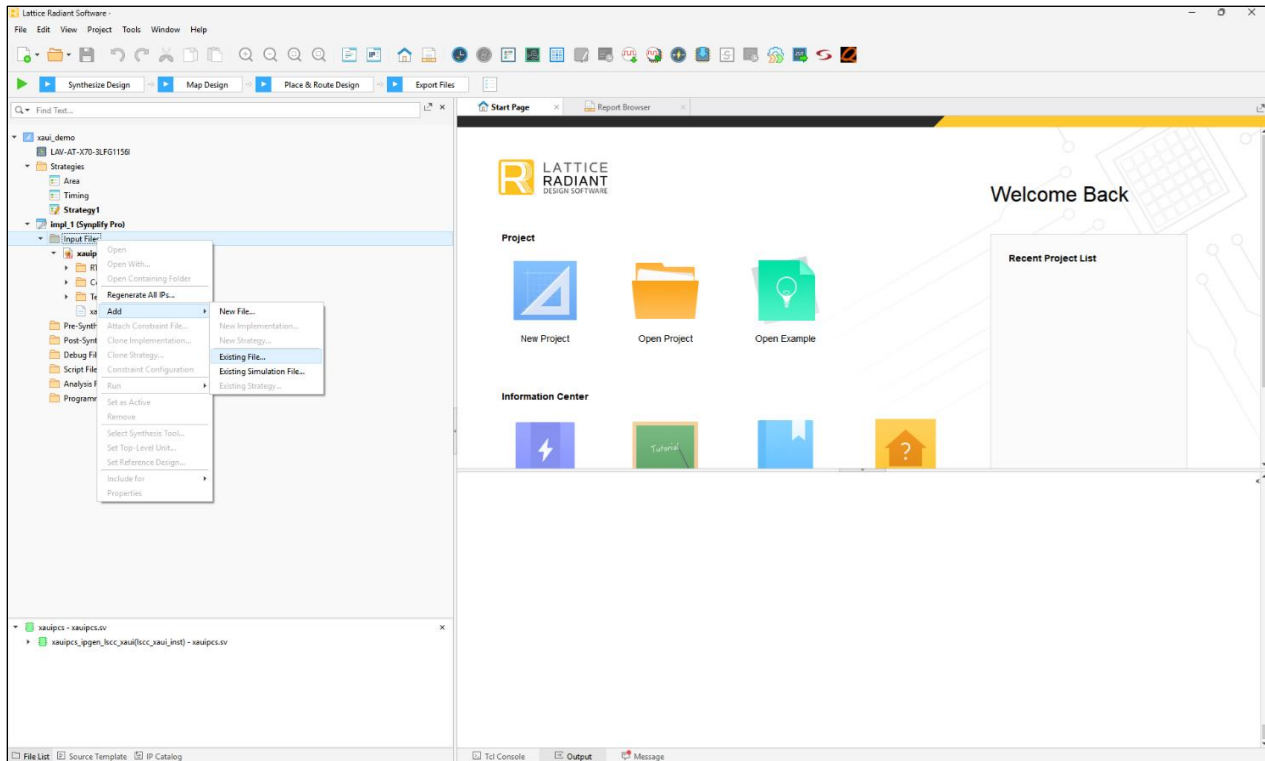 Lattice Radiant Software -
File Edit View Project Tools Window Help
Synthesize Design Map Design Place & Route Design Export Files
Find Text...
xaui_demo
LAV-AT-X70-3LFG1156I
Strategies
Area
Timing
Strategy1
impl_1 (Synplify Pro)
Input Files
xauip
Pre-Synth
Post-Synt
Debug Fil
Script File
Analysis F
Programm
Open
Open With...
Open Containing Folder
Regenerate All IPs...
Add
Attach Constraint File...
Clone Implementation...
Clone Strategy...
Constraint Configuration
Run
Set as Active
Remove
Select Synthesis Tool...
Set Top-Level Unit...
Set Reference Design...
Include for
Properties
New File...
New Implementation...
New Strategy...
Existing File...
Existing Simulation File...
Existing Strategy...
xauipcs - xauipcs.sv
xauipcs_ipgen_lscc_xaui(lscc_xaui_inst) - xauipcs.sv
File List Source Template IP Catalog
Start Page Report Browser
LATTICE
RADIANT
DESIGN SOFTWARE
Welcome Back
Project
Recent Project List
New Project Open Project Open Example
Information Center
Tutorial
?
Tcl Console Output Message